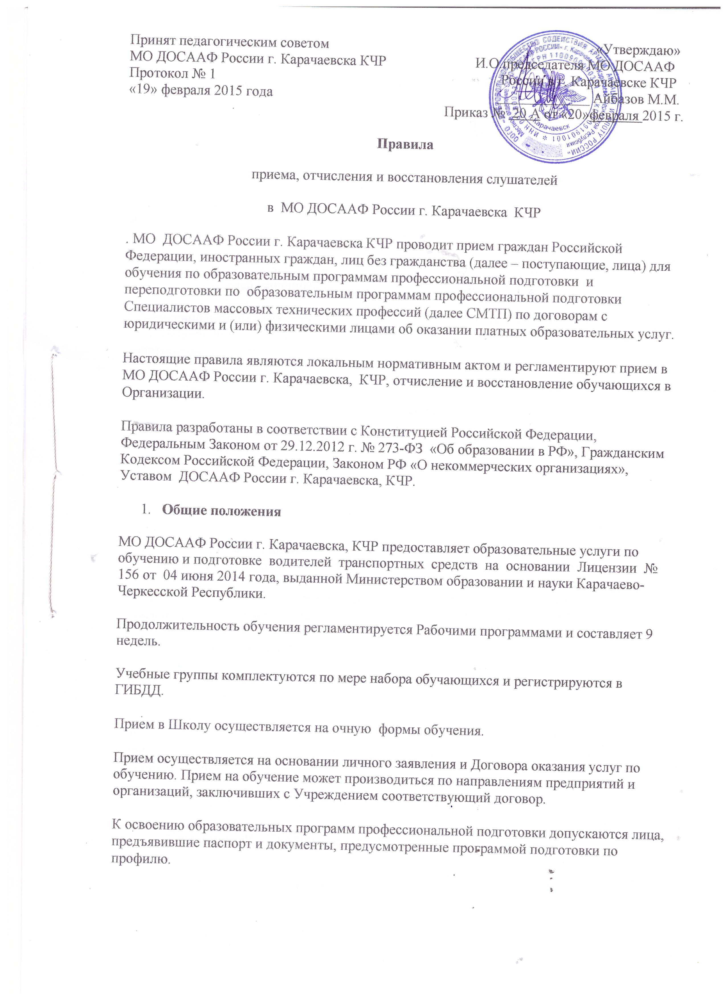 Принят педагогическим советом
МО ДОСААФ России г. Карачаевска КЧР
Протокол № 1
«19» февраля 2015 года
«Утверждаю»
И.О.председателя МО ДОСААФ
России в г. Карачаевске КЧР
____________ Айбазов М.М.
Приказ № 20 А от «20»февраля 2015 г.
г. Карачаевск
Правила
приема, отчисления и восстановления слушателей
в МО ДОСААФ России г. Карачаевска КЧР
. МО ДОСААФ России г. Карачаевска КЧР проводит прием граждан Российской
Федерации, иностранных граждан, лиц без гражданства (далее – поступающие, лица) для
обучения по образовательным программам профессиональной подготовки и
переподготовки по образовательным программам профессиональной подготовки
Специалистов массовых технических профессий (далее СМТП) по договорам с
юридическими и (или) физическими лицами об оказании платных образовательных услуг.
Настоящие правила являются локальным нормативным актом и регламентируют прием в
МО ДОСААФ России г. Карачаевска, КЧР, отчисление и восстановление обучающихся в
Организации.
Правила разработаны в соответствии с Конституцией Российской Федерации,
Федеральным Законом от 29.12.2012 г. № 273-ФЗ «Об образовании в РФ», Гражданским
Кодексом Российской Федерации, Законом РФ «О некоммерческих организациях»,
Уставом ДОСААФ России г. Карачаевска, КЧР.
1. Общие положения
МО ДОСААФ России г. Карачаевска, КЧР предоставляет образовательные услуги по
обучению и подготовке водителей транспортных средств на основании Лицензии №
156 от 04 июня 2014 года, выданной Министерством образовании и науки Карачаево-
Черкесской Республики.
Продолжительность обучения регламентируется Рабочими программами и составляет 9
недель.
Учебные группы комплектуются по мере набора обучающихся и регистрируются в
ГИБДД.
Прием в Школу осуществляется на очную формы обучения.
Прием осуществляется на основании личного заявления и Договора оказания услуг по
обучению. Прием на обучение может производиться по направлениям предприятий и
организаций, заключивших с Учреждением соответствующий договор.
К освоению образовательных программ профессиональной подготовки допускаются лица,
предъявившие паспорт и документы, предусмотренные программой подготовки по
профилю.